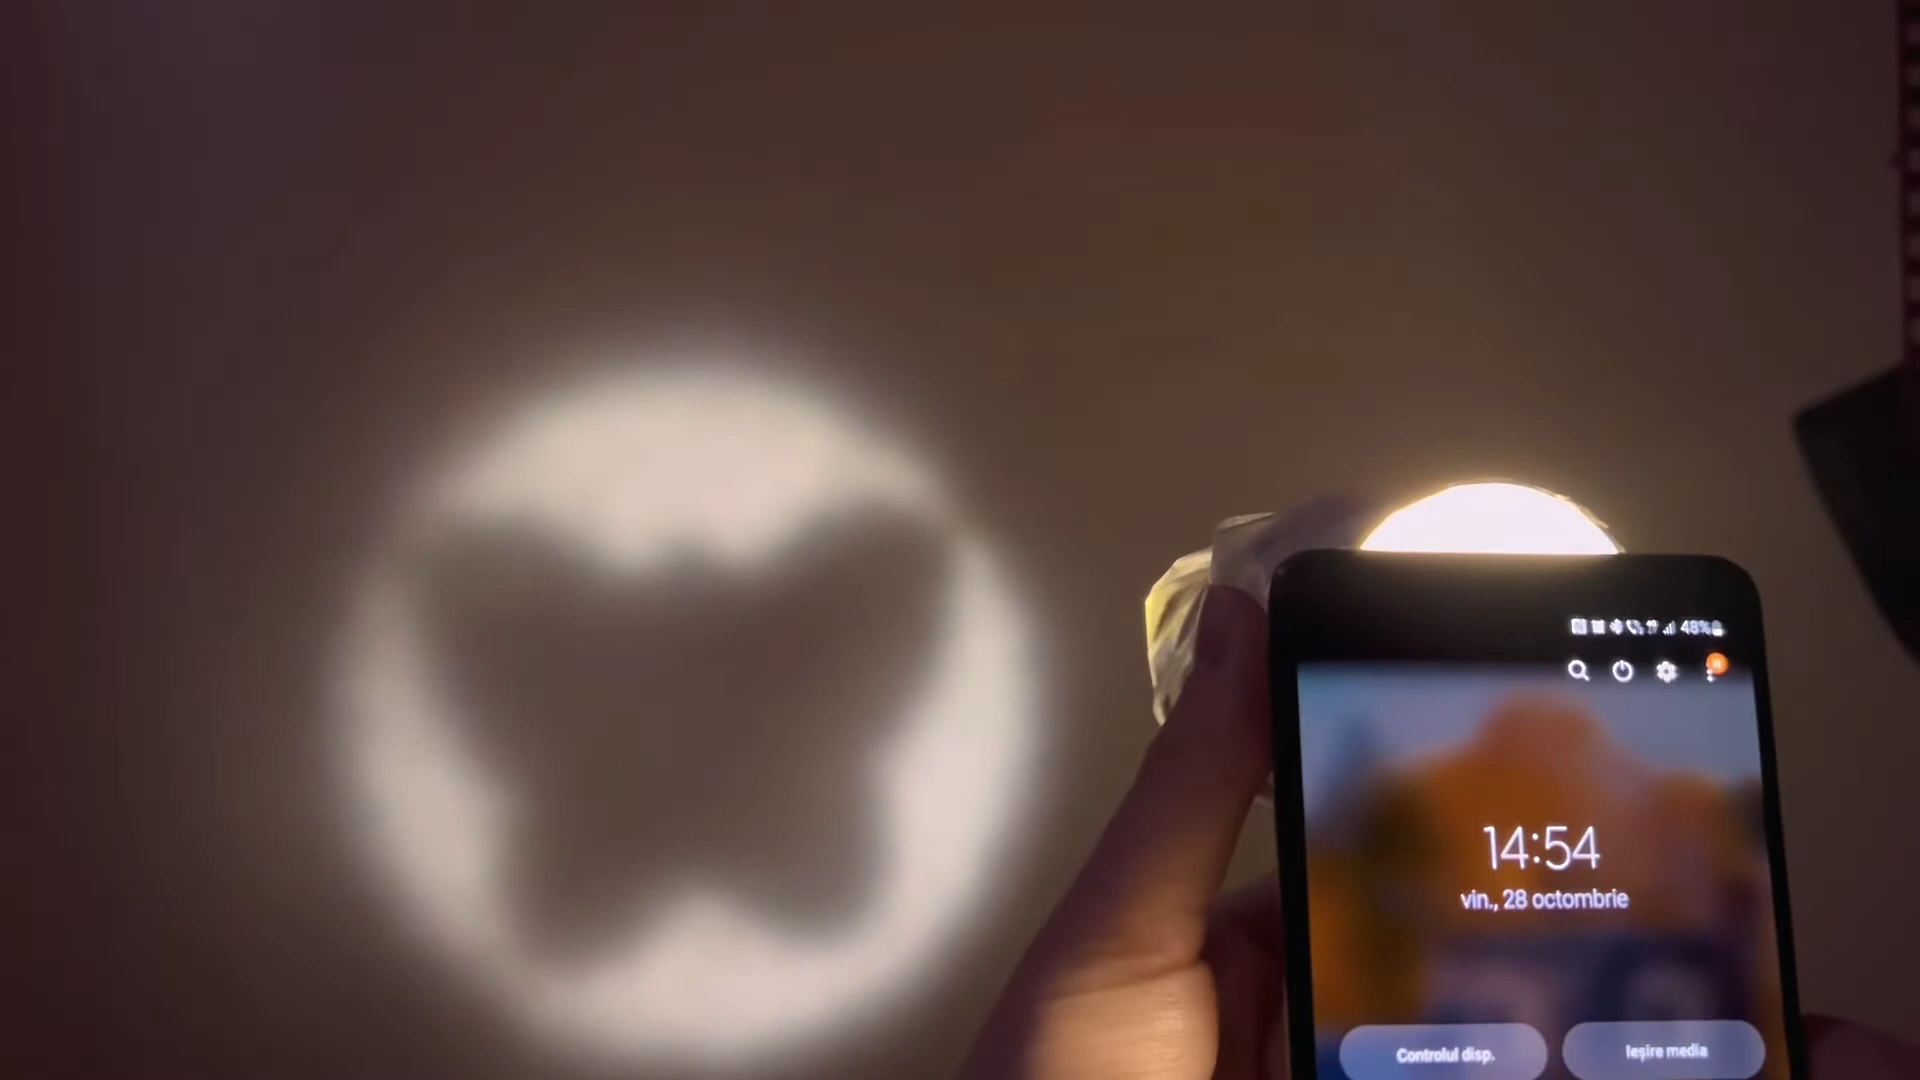 48%
14:54
vin., 28 octombrie
Controlul disp.
Ieșire media